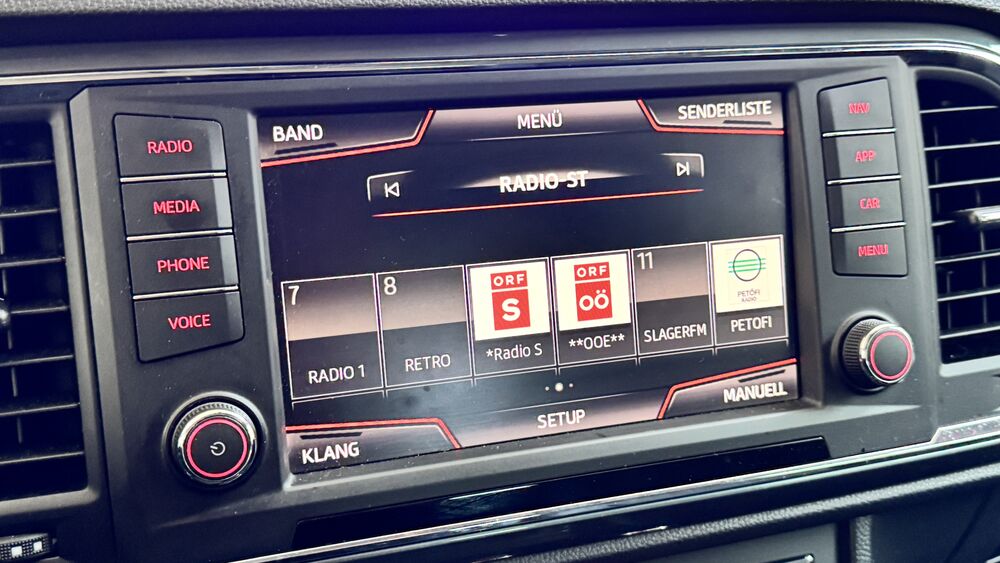 BAND
MENÜ
SENDERLISTE
RADIO
MEDIA
PHONE
VOICE
RADIO-ST
7
RADIO 1
8
RETRO
ORF
S
*Radio S
ORF
OÖ
**OOE**
11
SLAGERFM
PETŐFI
RÁDIÓ
PETOFI
KLANG
SETUP
MANUELL
NAV
APP
CAR
MENU